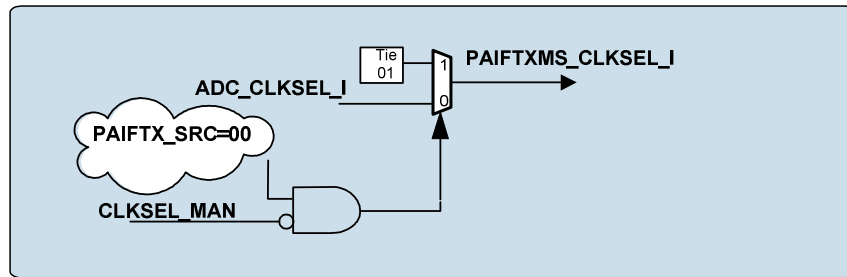 Tie
01
1
PAIFTXMS_CLKSEL_I
ADC_CLKSEL_I
0
PAIFTX_SRC=00
CLKSEL_MAN